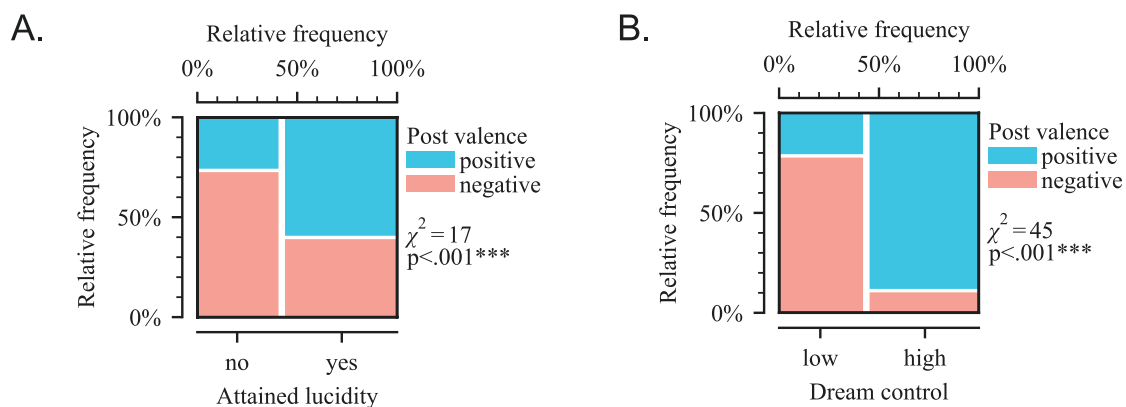 A.
Relative frequency
0% 50% 100%
100%
50%
0%
Relative frequency
Post valence
positive
negative
χ² = 17
p<.001***
no yes
Attained lucidity
B.
Relative frequency
0% 50% 100%
100%
50%
0%
Relative frequency
Post valence
positive
negative
χ² = 45
p<.001***
low high
Dream control